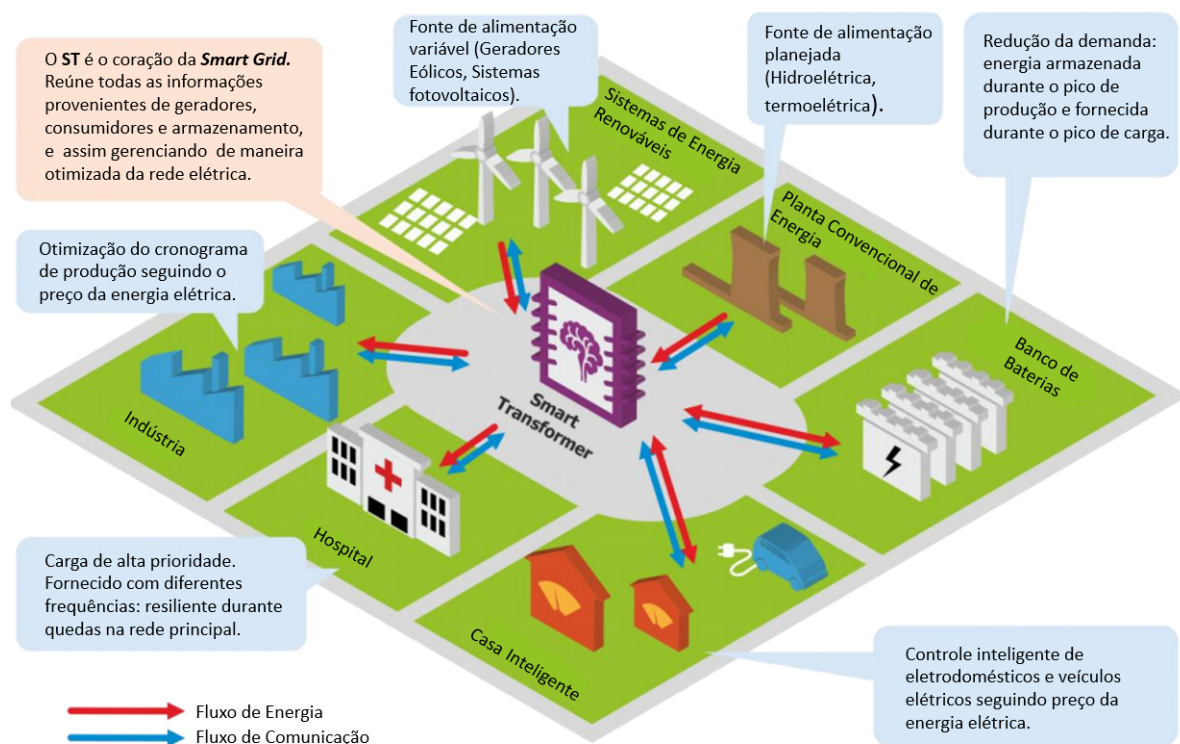 O ST é o coração da Smart Grid.
Reúne todas as informações
provenientes de geradores,
consumidores e armazenamento,
e assim gerenciando de maneira
otimizada da rede elétrica.
Fonte de alimentação
variável (Geradores
Eólicos, Sistemas
fotovoltaicos).
Fonte de alimentação
planejada
(Hidroelétrica,
termoelétrica).
Redução da demanda:
energia armazenada
durante o pico de
produção e fornecida
durante o pico de carga.
Sistemas de Energia
Renováveis
Planta Convencional de
Energia
Otimização do cronograma
de produção seguindo o
preço da energia elétrica.
Banco de
Baterias
Smart
Transformer
Indústria
Hospital
Carga de alta prioridade.
Fornecido com diferentes
frequências: resiliente durante
quedas na rede principal.
Casa Inteligente
Controle inteligente de
eletrodomésticos e veículos
elétricos seguindo preço da
energia elétrica.
Fluxo de Energia
Fluxo de Comunicação